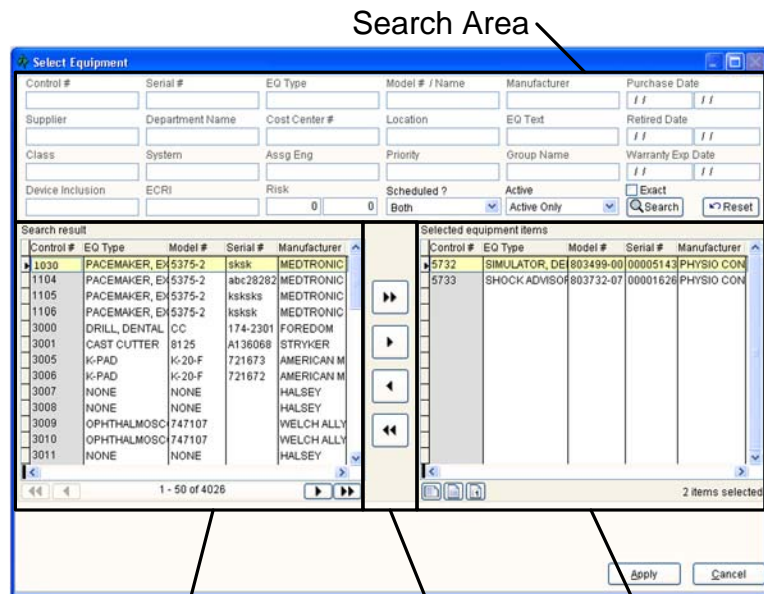 Search Area
Select Equipment
Control # Serial # EQ Type Model # / Name Manufacturer Purchase Date
/ / / /
Supplier Department Name Cost Center # Location EQ Text Retired Date
/ / / /
Class System Assg Eng Priority Group Name Warranty Exp Date
/ / / /
Device Inclusion ECRI Risk Scheduled ? Active Exact
0 0 Both Active Only Search Reset
Search result
Control # EQ Type Model # Serial # Manufacturer
1030 PACEMAKER, EX 5375-2 sksk MEDTRONIC
1104 PACEMAKER, EX 5375-2 abc28282 MEDTRONIC
1105 PACEMAKER, EX 5375-2 ksksks MEDTRONIC
1106 PACEMAKER, EX 5375-2 ksksk MEDTRONIC
3000 DRILL, DENTAL CC 174-2301 FOREDOM
3001 CAST CUTTER 8125 A136068 STRYKER
3005 K-PAD K-20-F 721673 AMERICAN M
3006 K-PAD K-20-F 721672 AMERICAN M
3007 NONE NONE HALSEY
3008 NONE NONE HALSEY
3009 OPHTHALMOSC 747107 WELCH ALLY
3010 OPHTHALMOSC 747107 WELCH ALLY
3011 NONE NONE HALSEY
1 - 50 of 4026
Selected equipment items
Control # EQ Type Model # Serial # Manufacturer
5732 SIMULATOR, DEI 803499-00 00005143 PHYSIO CON
5733 SHOCK ADVISOF 803732-07 00001626 PHYSIO CON
2 items selected
Apply Cancel